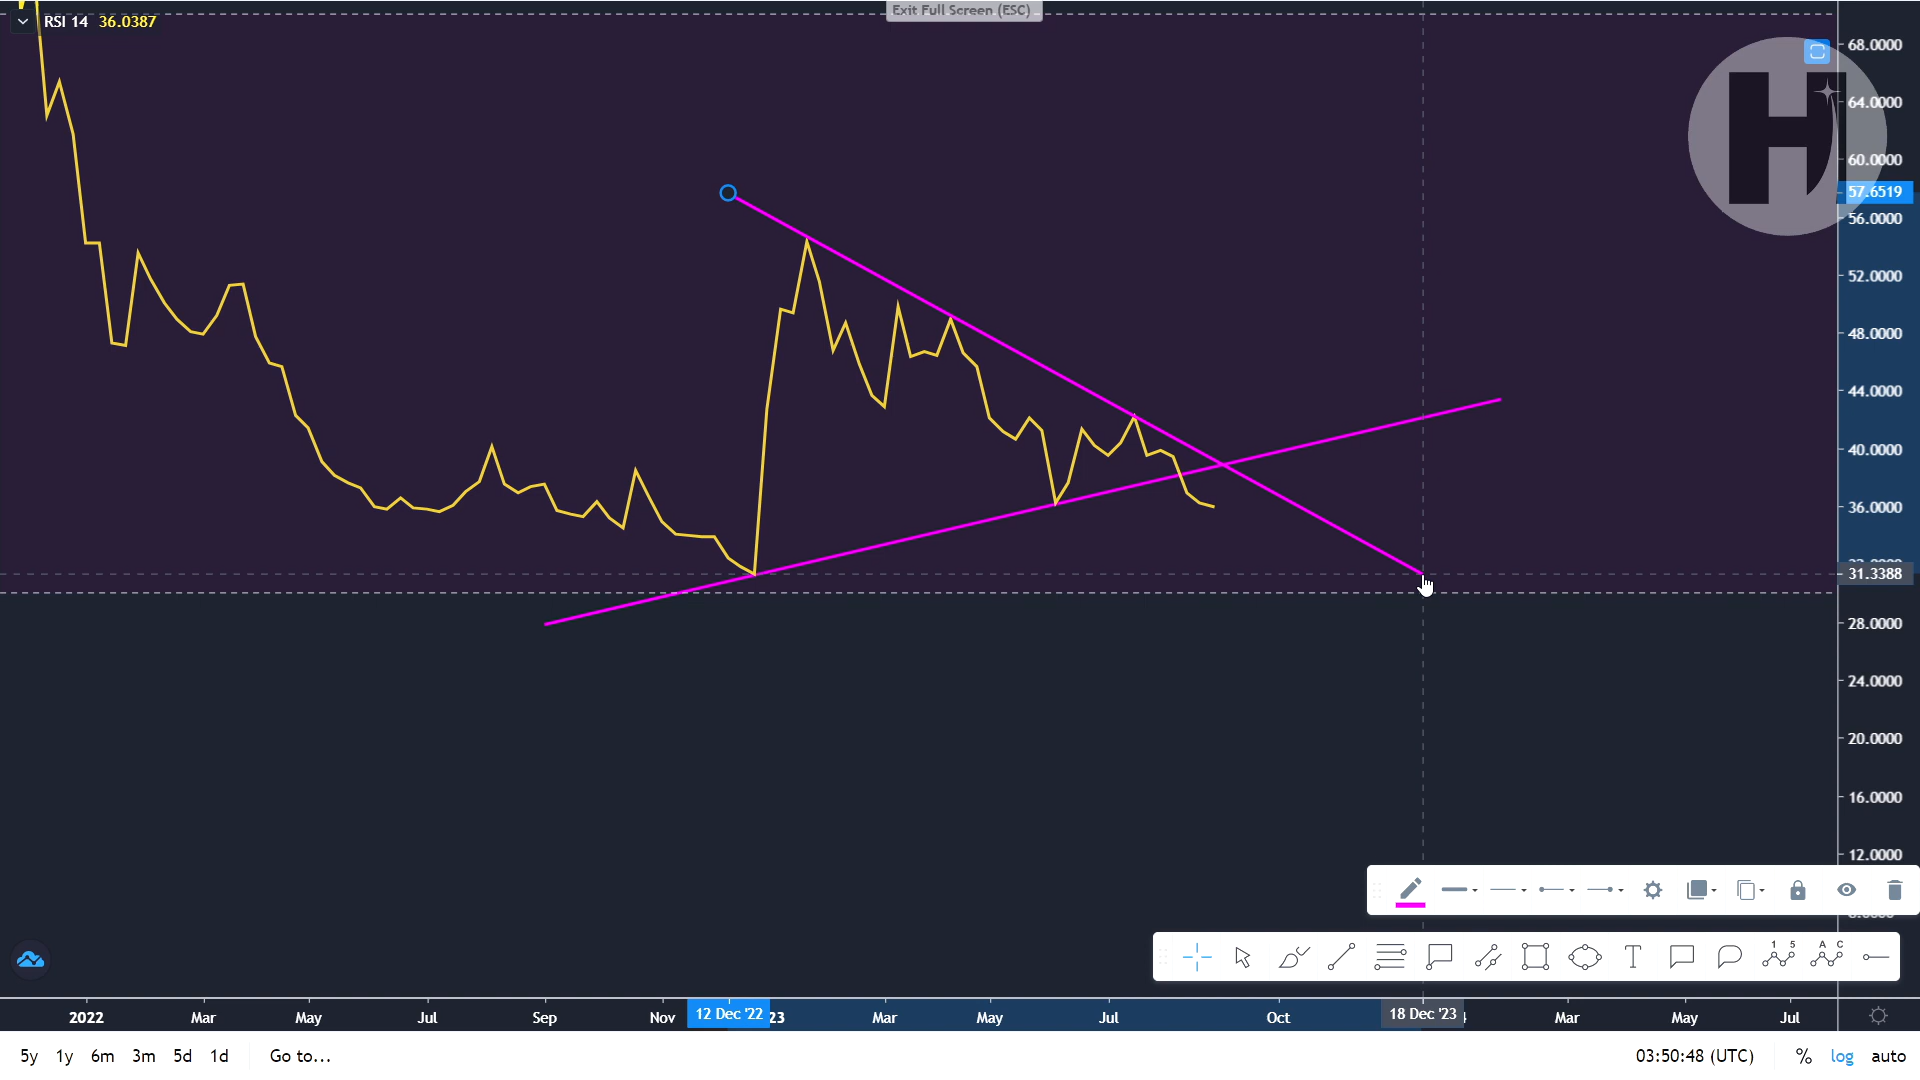 Exit Full Screen (ESC)
RSI 14 36.0387
68.0000
64.0000
60.0000
57.6519
56.0000
52.0000
48.0000
44.0000
40.0000
36.0000
31.3388
28.0000
24.0000
20.0000
16.0000
12.0000
H
1 5
A C
T
2022 Mar May Jul Sep Nov 12 Dec '22 23 Mar May Jul Oct 18 Dec '23 Mar May Jul
5y 1y 6m 3m 5d 1d Go to... 03:50:48 (UTC) % log auto